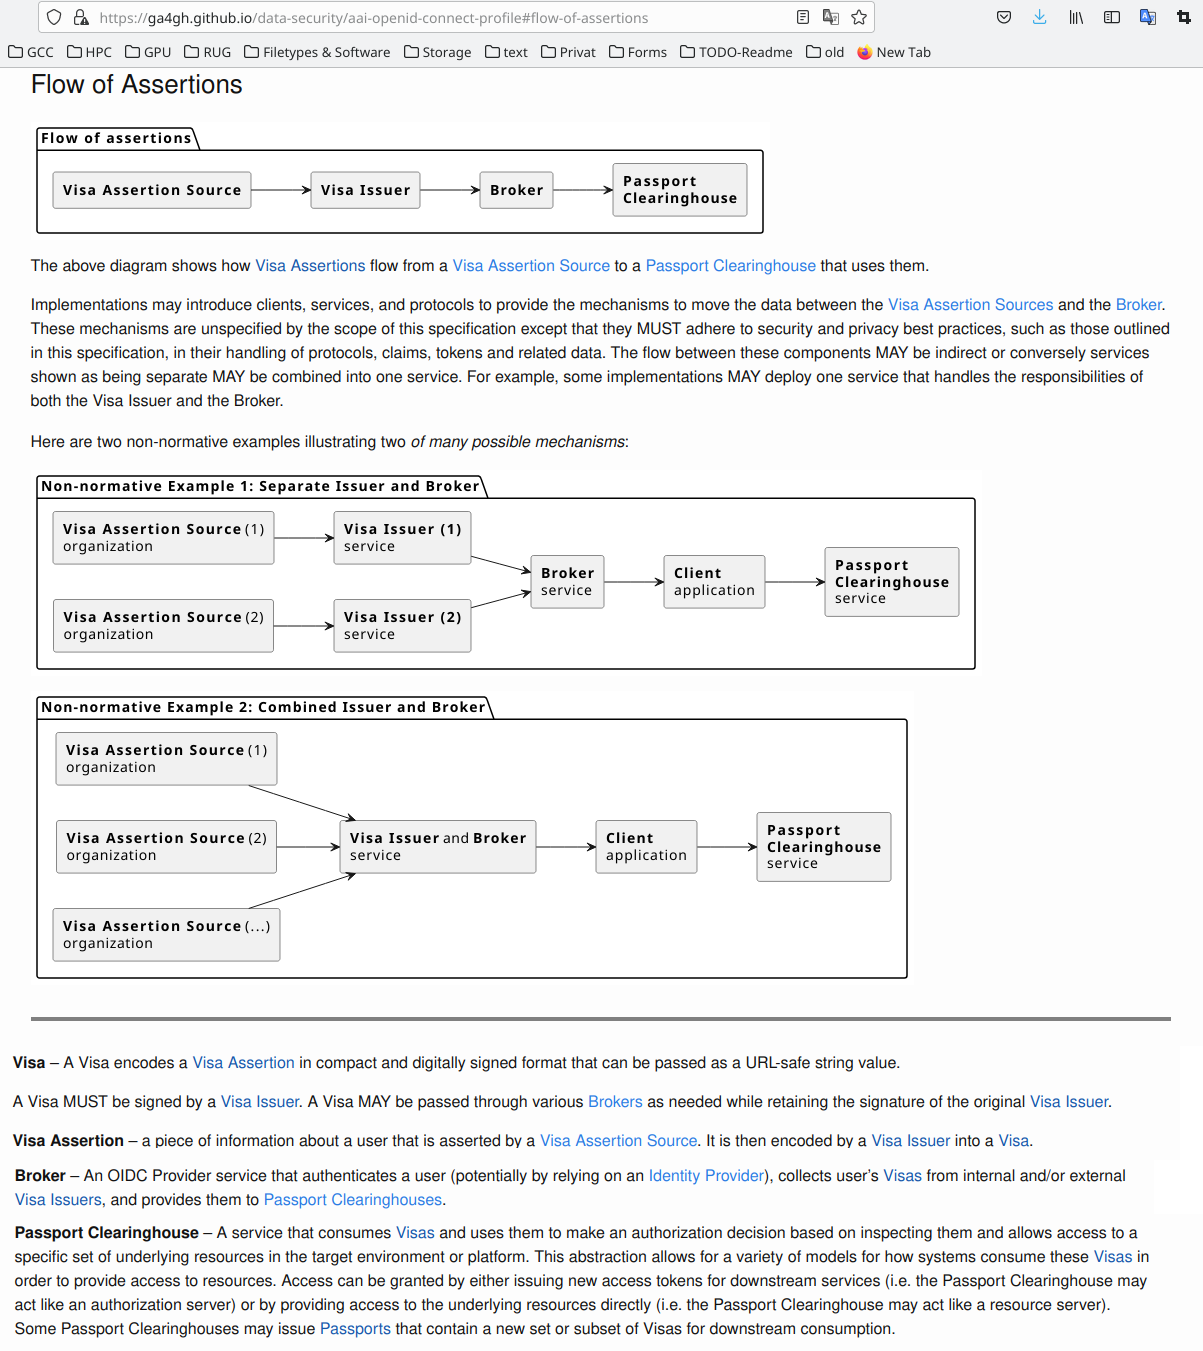 https://ga4gh.github.io/data-security/aai-openid-connect-profile#flow-of-assertions
GCC HPC GPU RUG Filetypes & Software Storage text Privat Forms TODO-Readme old New Tab
Flow of Assertions
Flow of assertions
Visa Assertion Source
Visa Issuer
Broker
Passport
Clearinghouse
The above diagram shows how Visa Assertions flow from a Visa Assertion Source to a Passport Clearinghouse that uses them.
Implementations may introduce clients, services, and protocols to provide the mechanisms to move the data between the Visa Assertion Sources and the Broker.
These mechanisms are unspecified by the scope of this specification except that they MUST adhere to security and privacy best practices, such as those outlined
in this specification, in their handling of protocols, claims, tokens and related data. The flow between these components MAY be indirect or conversely services
shown as being separate MAY be combined into one service. For example, some implementations MAY deploy one service that handles the responsibilities of
both the Visa Issuer and the Broker.
Here are two non-normative examples illustrating two of many possible mechanisms:
Non-normative Example 1: Separate Issuer and Broker
Visa Assertion Source (1)
organization
Visa Issuer (1)
service
Visa Assertion Source (2)
organization
Visa Issuer (2)
service
Broker
service
Client
application
Passport
Clearinghouse
service
Non-normative Example 2: Combined Issuer and Broker
Visa Assertion Source (1)
organization
Visa Assertion Source (2)
organization
Visa Assertion Source (...)
organization
Visa Issuer and Broker
service
Client
application
Passport
Clearinghouse
service
Visa – A Visa encodes a Visa Assertion in compact and digitally signed format that can be passed as a URL-safe string value.
A Visa MUST be signed by a Visa Issuer. A Visa MAY be passed through various Brokers as needed while retaining the signature of the original Visa Issuer.
Visa Assertion – a piece of information about a user that is asserted by a Visa Assertion Source. It is then encoded by a Visa Issuer into a Visa.
Broker – An OIDC Provider service that authenticates a user (potentially by relying on an Identity Provider), collects user's Visas from internal and/or external
Visa Issuers, and provides them to Passport Clearinghouses.
Passport Clearinghouse – A service that consumes Visas and uses them to make an authorization decision based on inspecting them and allows access to a
specific set of underlying resources in the target environment or platform. This abstraction allows for a variety of models for how systems consume these Visas in
order to provide access to resources. Access can be granted by either issuing new access tokens for downstream services (i.e. the Passport Clearinghouse may
act like an authorization server) or by providing access to the underlying resources directly (i.e. the Passport Clearinghouse may act like a resource server).
Some Passport Clearinghouses may issue Passports that contain a new set or subset of Visas for downstream consumption.